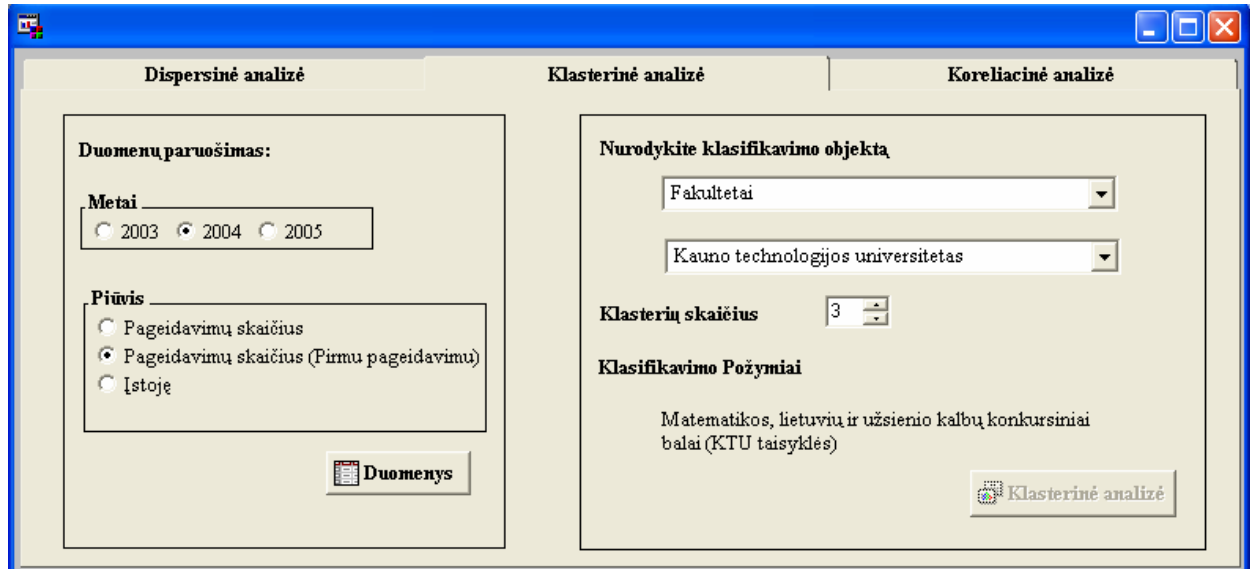 Dispersinė analizė
Klasterinė analizė
Koreliacinė analizė
Duomenų paruošimas:
Metai
2003 2004 2005
Piūvis
Pageidavimų skaičius
Pageidavimų skaičius (Pirmu pageidavimu)
Įstoję
Duomenys
Nurodykite klasifikavimo objektą
Fakultetai
Kauno technologijos universitetas
Klasterių skaičius 3
Klasifikavimo Požymiai
Matematikos, lietuvių ir užsienio kalbų konkursiniai
balai (KTU taisyklės)
Klasterinė analizė